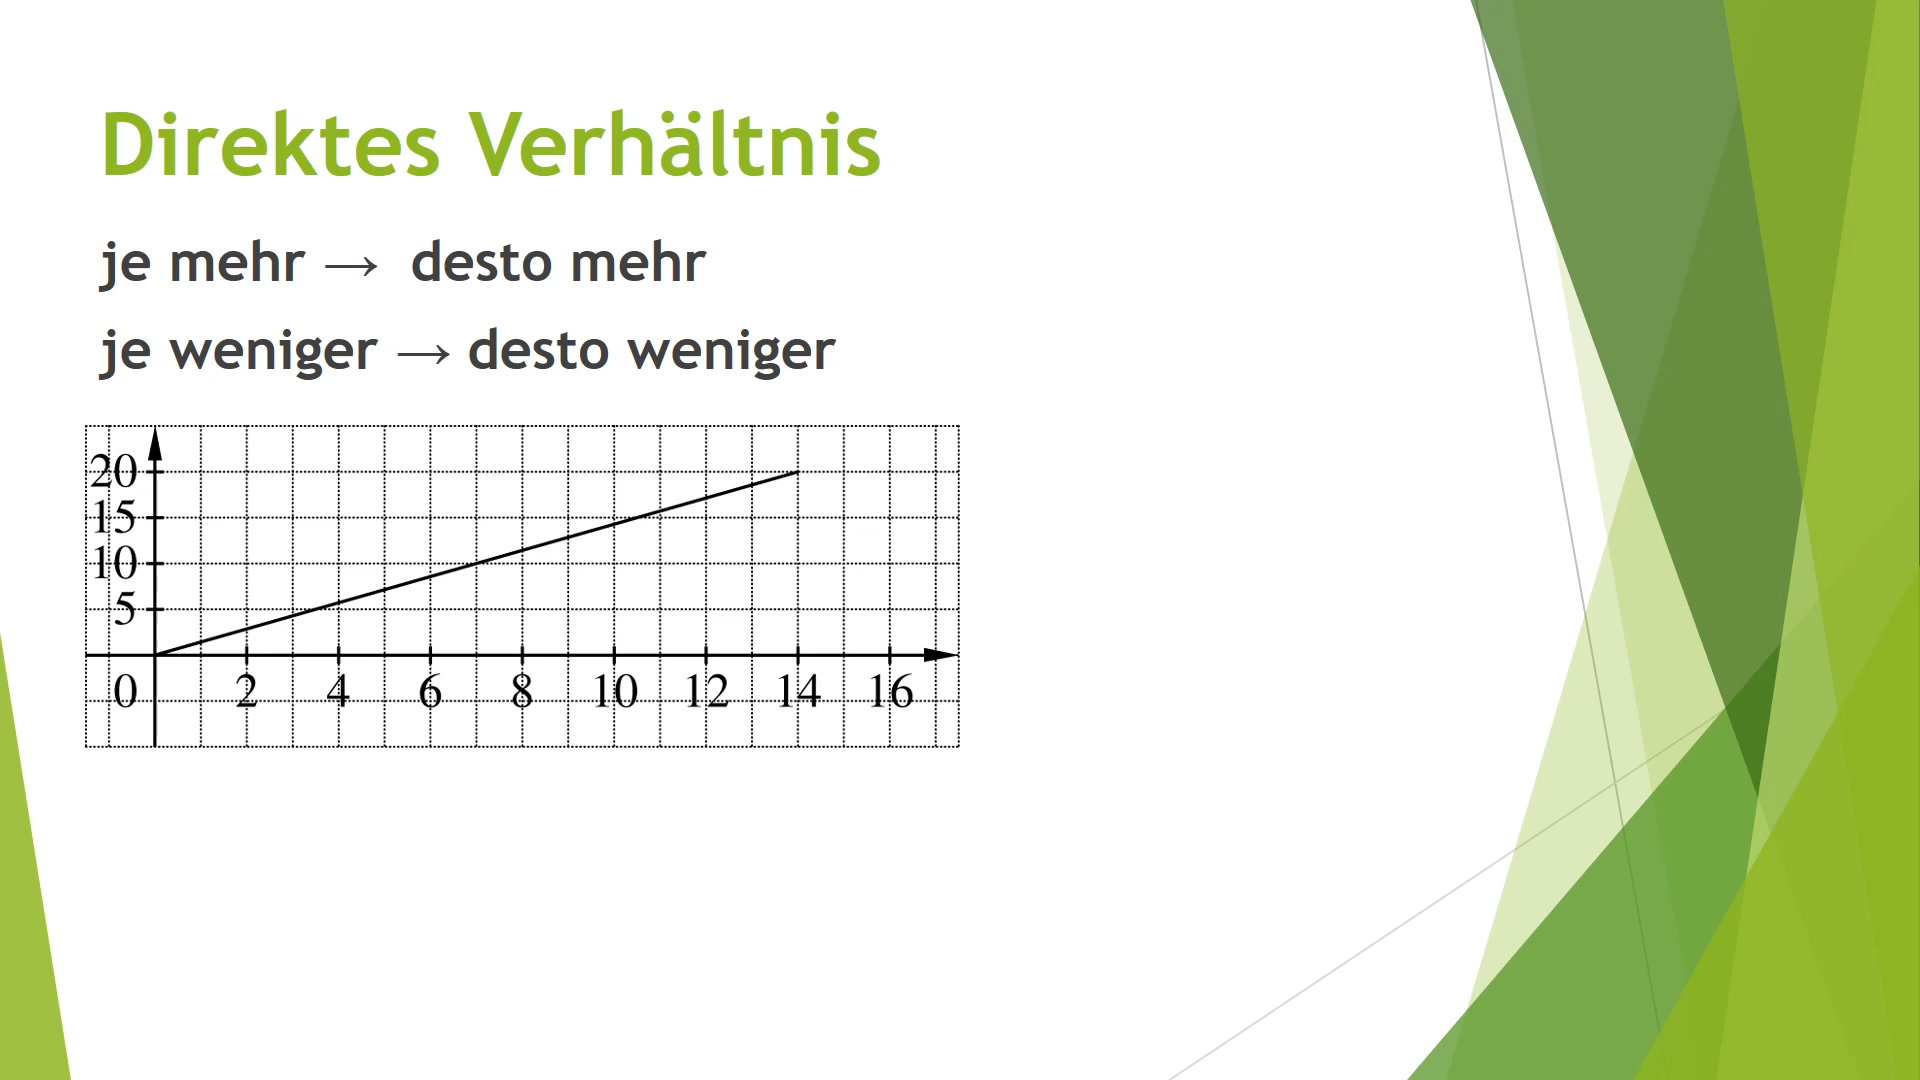 Direktes Verhältnis
je mehr → desto mehr
je weniger → desto weniger
20
15
10
5
0 2 4 6 8 10 12 14 16